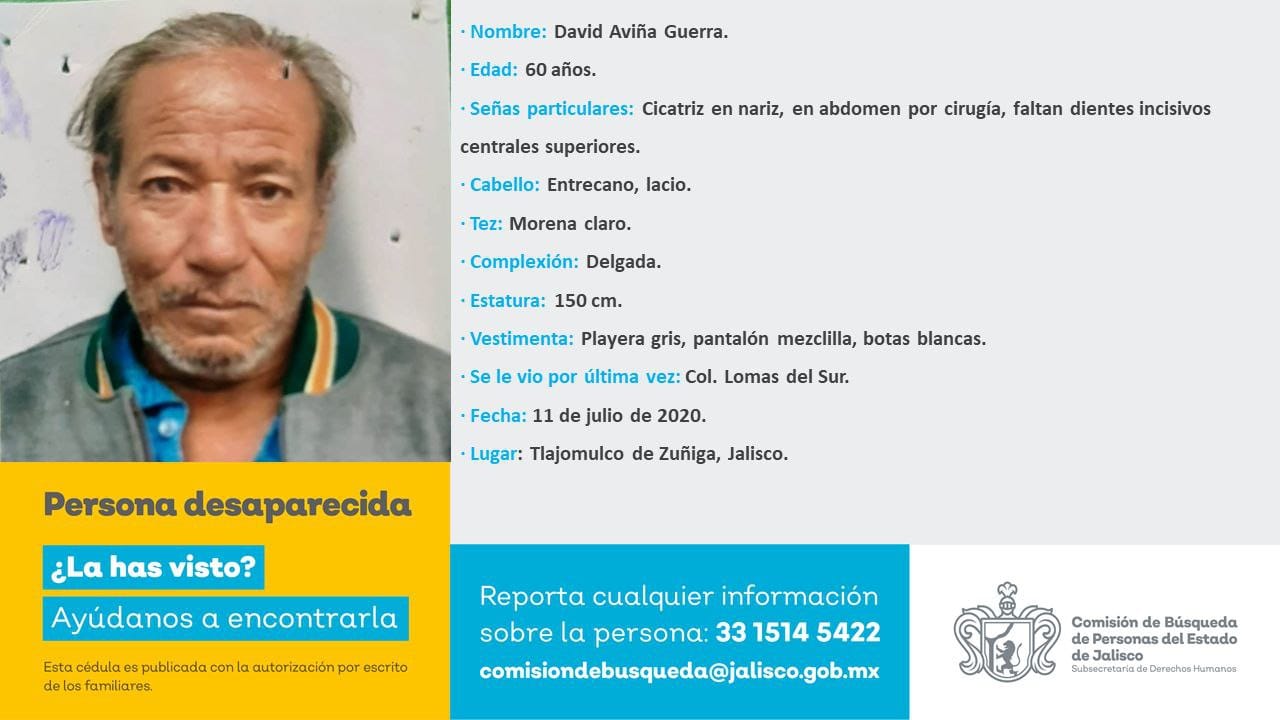 · Nombre: David Aviña Guerra.
· Edad: 60 años.
· Señas particulares: Cicatriz en nariz, en abdomen por cirugía, faltan dientes incisivos
centrales superiores.
· Cabello: Entrecano, lacio.
· Tez: Morena claro.
· Complexión: Delgada.
· Estatura: 150 cm.
· Vestimenta: Playera gris, pantalón mezclilla, botas blancas.
· Se le vio por última vez: Col. Lomas del Sur.
· Fecha: 11 de julio de 2020.
· Lugar: Tlajomulco de Zuñiga, Jalisco.
Persona desaparecida
¿La has visto?
Ayúdanos a encontrarla
Esta cédula es publicada con la autorización por escrito
de los familiares.
Reporta cualquier información
sobre la persona: 33 1514 5422
comisiondebusqueda@jalisco.gob.mx
Comisión de Búsqueda
de Personas del Estado
de Jalisco
Subsecretaría de Derechos Humanos